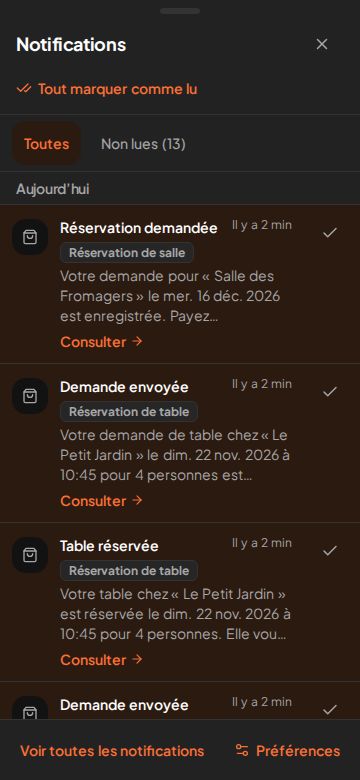 Notifications
Tout marquer comme lu
Toutes
Non lues (13)
Aujourd'hui
Réservation demandée
Il y a 2 min
Réservation de salle
Votre demande pour « Salle des
Fromagers » le mer. 16 déc. 2026
est enregistrée. Payez...
Consulter →
Demande envoyée
Il y a 2 min
Réservation de table
Votre demande de table chez « Le
Petit Jardin » le dim. 22 nov. 2026 à
10:45 pour 4 personnes est...
Consulter →
Table réservée
Il y a 2 min
Réservation de table
Votre table chez « Le Petit Jardin »
est réservée le dim. 22 nov. 2026 à
10:45 pour 4 personnes. Elle vou...
Consulter →
Demande envoyée
Il y a 2 min
Voir toutes les notifications
Préférences